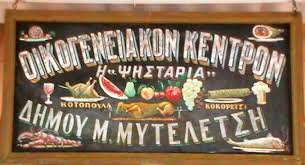 ΟΙΚΟΓΕΝΕΙΑΚΟΝ ΚΕΝΤΡΟΝ
Η "ΨΗΣΤΑΡΙΑ"
ΚΟΤΟΠΟΥΛΑ ΚΟΚΟΡΕΤΣΙ
ΔΗΜΟΥ Μ. ΜΥΤΕΛΕΤΣΗ